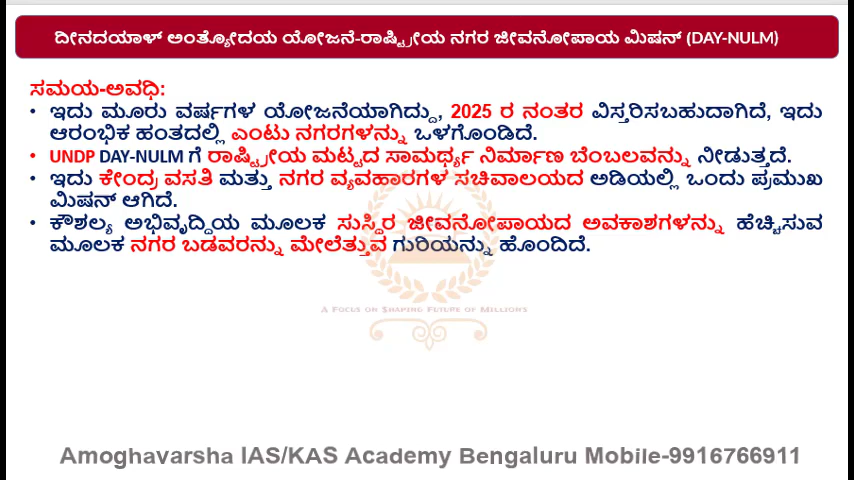 ದೀನದಯಾಳ್ ಅಂತ್ಯೋದಯ ಯೋಜನೆ-ರಾಷ್ಟ್ರೀಯ ನಗರ ಜೀವನೋಪಾಯ ಮಿಷನ್ (DAY-NULM)
ಸಮಯ-ಅವಧಿ:
• ಇದು ಮೂರು ವರ್ಷಗಳ ಯೋಜನೆಯಾಗಿದ್ದು, 2025 ರ ನಂತರ ವಿಸ್ತರಿಸಬಹುದಾಗಿದೆ, ಇದು
ಆರಂಭಿಕ ಹಂತದಲ್ಲಿ ಎಂಟು ನಗರಗಳನ್ನು ಒಳಗೊಂಡಿದೆ.
• UNDP DAY-NULM ಗೆ ರಾಷ್ಟ್ರೀಯ ಮಟ್ಟದ ಸಾಮರ್ಥ್ಯ ನಿರ್ಮಾಣ ಬೆಂಬಲವನ್ನು ನೀಡುತ್ತದೆ.
• ಇದು ಕೇಂದ್ರ ವಸತಿ ಮತ್ತು ನಗರ ವ್ಯವಹಾರಗಳ ಸಚಿವಾಲಯದ ಅಡಿಯಲ್ಲಿ ಒಂದು ಪ್ರಮುಖ
ಮಿಷನ್ ಆಗಿದೆ.
• ಕೌಶಲ್ಯ ಅಭಿವೃದ್ಧಿಯ ಮೂಲಕ ಸುಸ್ಥಿರ ಜೀವನೋಪಾಯದ ಅವಕಾಶಗಳನ್ನು ಹೆಚ್ಚಿಸುವ
ಮೂಲಕ ನಗರ ಬಡವರನ್ನು ಮೇಲೆತ್ತುವ ಗುರಿಯನ್ನು ಹೊಂದಿದೆ.
A Focus on Shaping Future of Millions
Amoghavarsha IAS/KAS Academy Bengaluru Mobile-9916766911